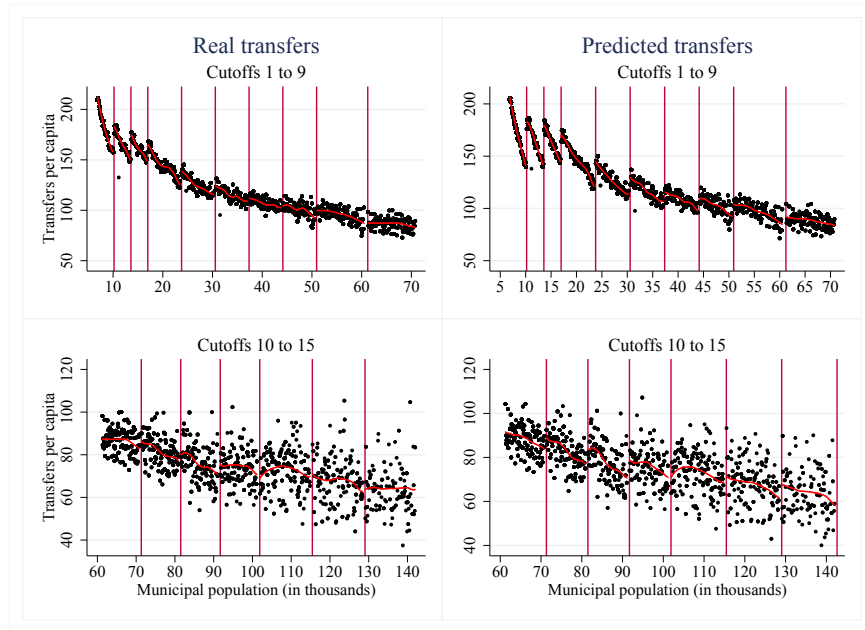 Real transfers
Cutoffs 1 to 9
Transfers per capita
50 100 150 200
10 20 30 40 50 60 70
Predicted transfers
Cutoffs 1 to 9
50 100 150 200
5 10 15 20 25 30 35 40 45 50 55 60 65 70
Cutoffs 10 to 15
Transfers per capita
40 60 80 100 120
60 70 80 90 100 110 120 130 140
Municipal population (in thousands)
Cutoffs 10 to 15
40 60 80 100 120
60 70 80 90 100 110 120 130 140
Municipal population (in thousands)